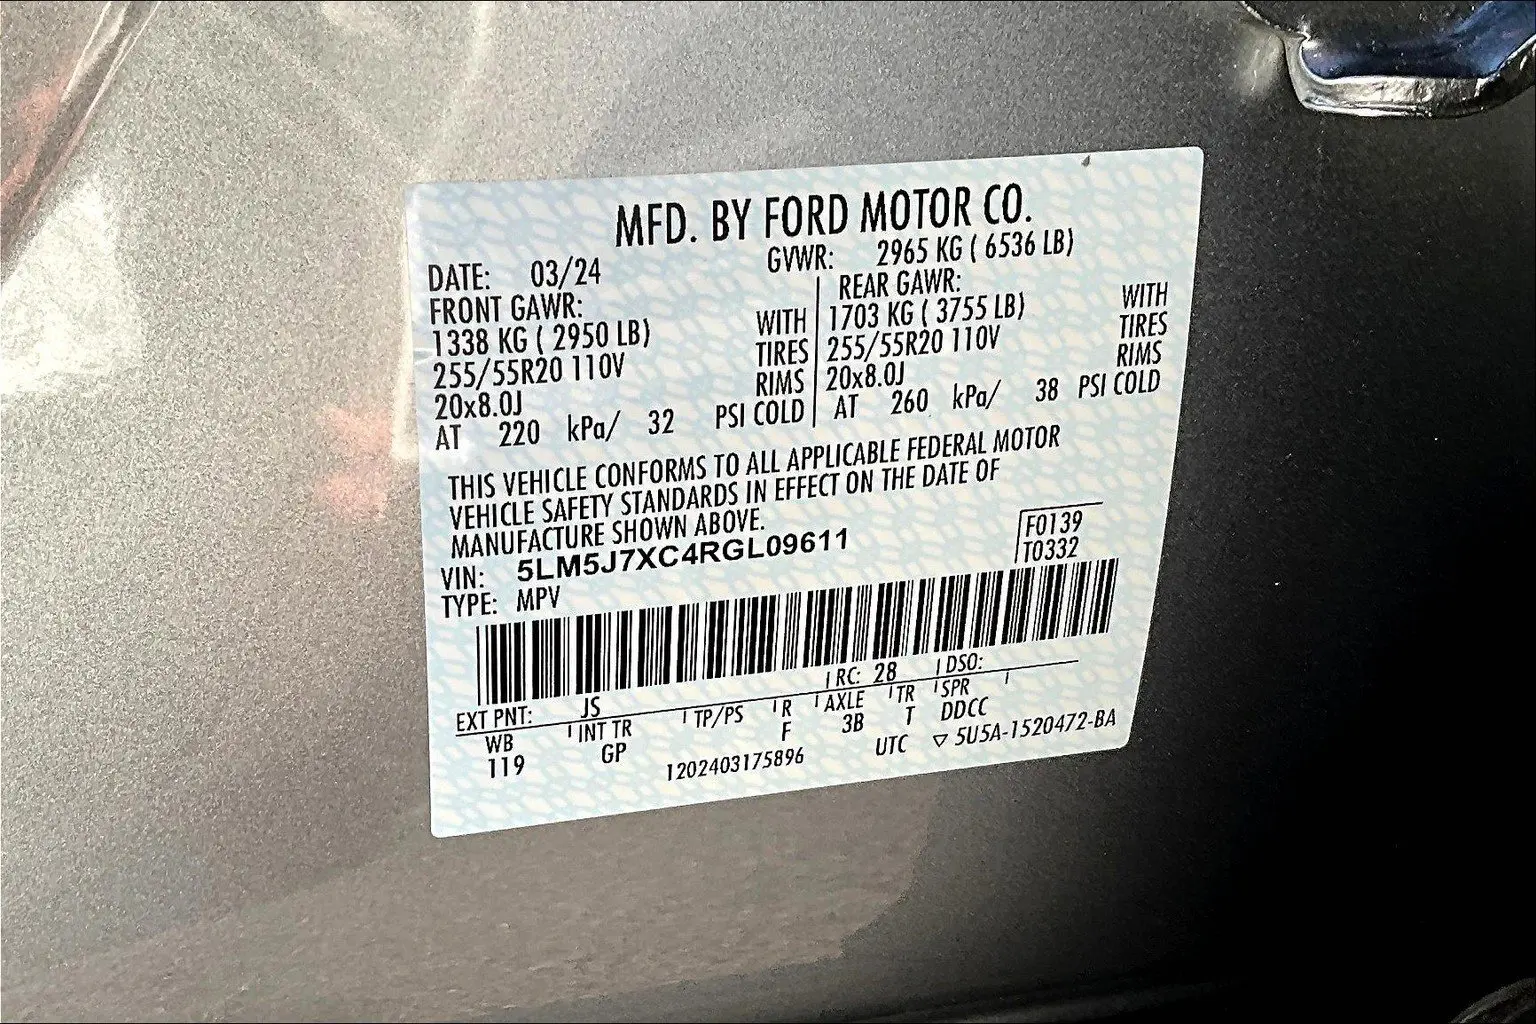 MFD. BY FORD MOTOR CO.
DATE: 03/24 GVWR: 2965 KG ( 6536 LB)
FRONT GAWR: REAR GAWR:
1338 KG ( 2950 LB) WITH 1703 KG ( 3755 LB) WITH
255/55R20 110V TIRES 255/55R20 110V TIRES
20x8.0J RIMS 20x8.0J RIMS
AT 220 kPa/ 32 PSI COLD AT 260 kPa/ 38 PSI COLD
THIS VEHICLE CONFORMS TO ALL APPLICABLE FEDERAL MOTOR
VEHICLE SAFETY STANDARDS IN EFFECT ON THE DATE OF
MANUFACTURE SHOWN ABOVE.
F0139
VIN: 5LM5J7XC4RGL09611 T0332
TYPE: MPV
EXT PNT: JS RC: 28 DSO:
WB INT TR TP/PS R AXLE TR SPR
119 GP F 3B T DDCC
1202403175896 UTC ▽ 5U5A-1520472-BA